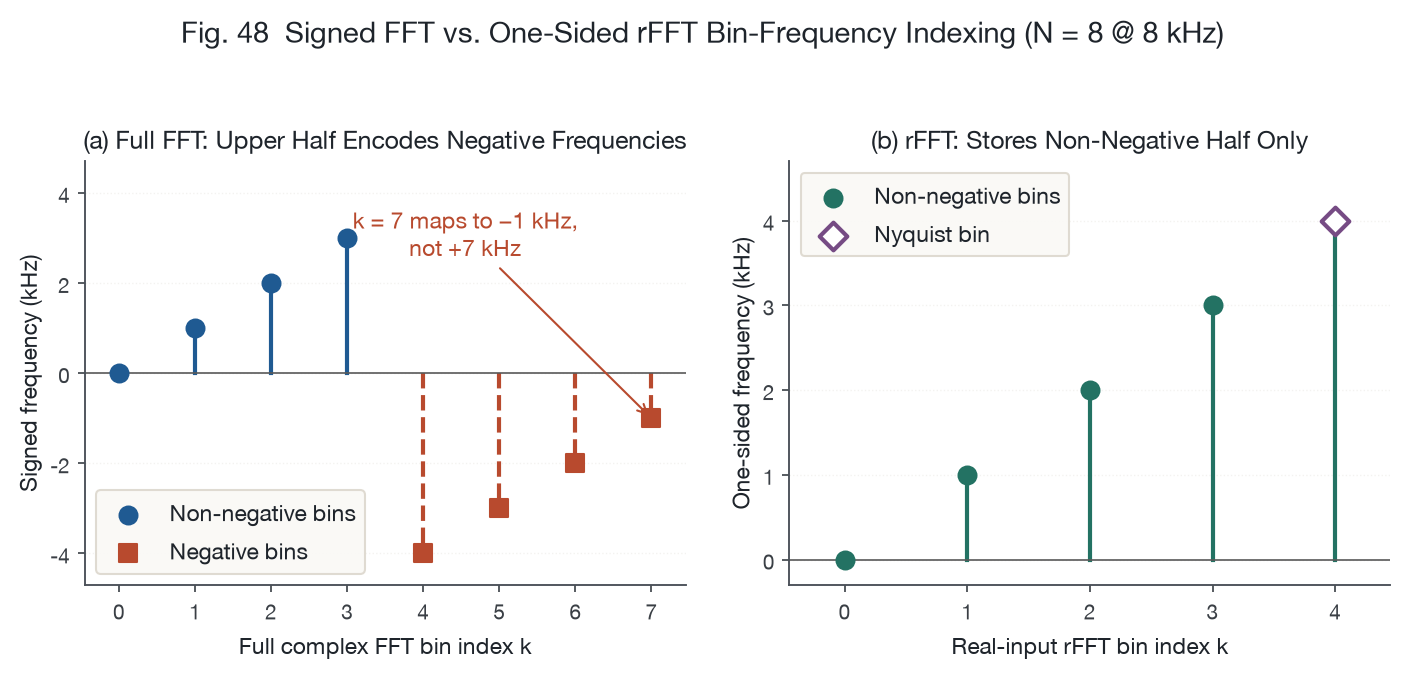 Fig. 48  Signed FFT vs. One-Sided rFFT Bin-Frequency Indexing (N = 8 @ 8 kHz)
(a) Full FFT: Upper Half Encodes Negative Frequencies
Signed frequency (kHz)
4
2
0
-2
-4
k = 7 maps to −1 kHz,
not +7 kHz
Non-negative bins
Negative bins
0 1 2 3 4 5 6 7
Full complex FFT bin index k
(b) rFFT: Stores Non-Negative Half Only
One-sided frequency (kHz)
4
3
2
1
0
Non-negative bins
Nyquist bin
0 1 2 3 4
Real-input rFFT bin index k